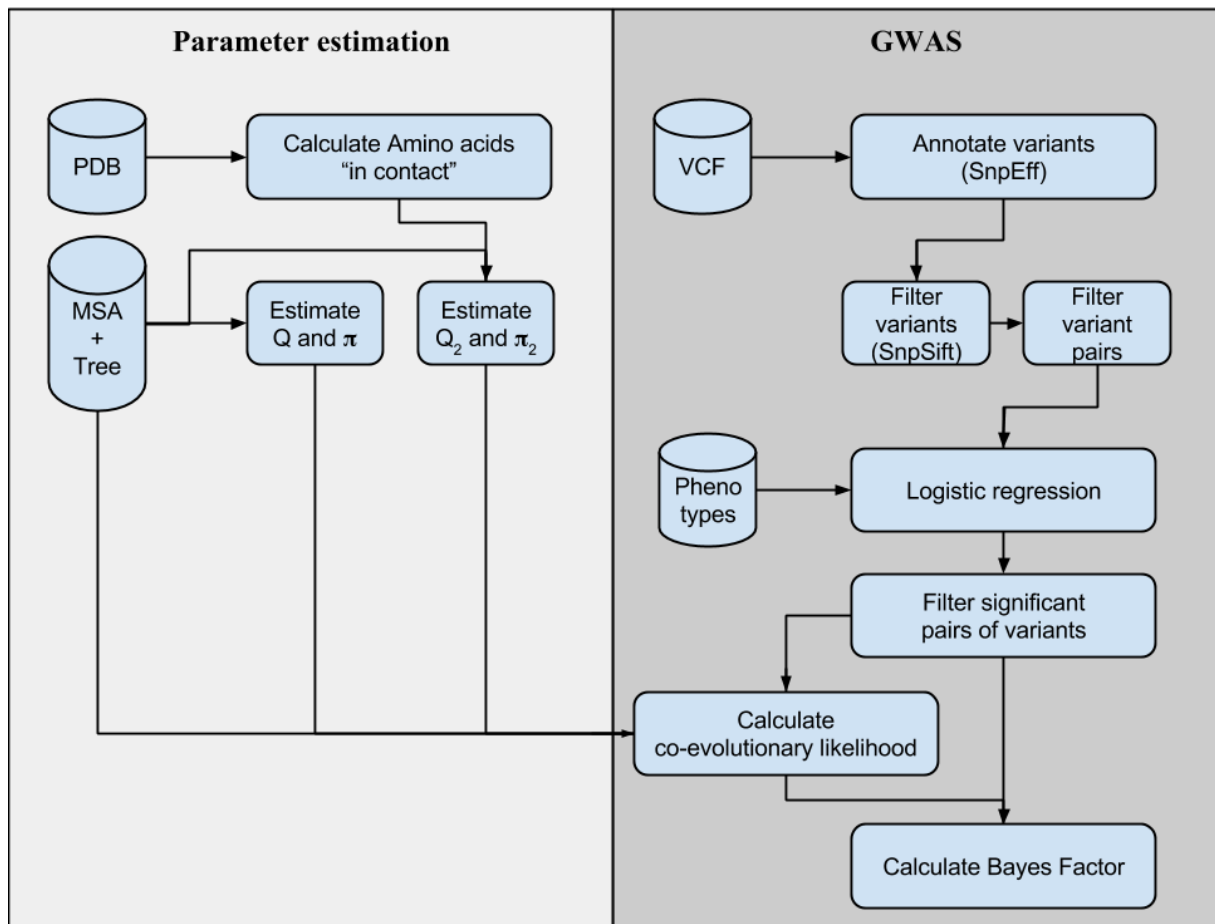 Parameter estimation
PDB
Calculate Amino acids
“in contact”
MSA
+
Tree
Estimate
Q and π
Estimate
Q₂ and π₂
GWAS
VCF
Annotate variants
(SnpEff)
Filter
variants
(SnpSift)
Filter
variant
pairs
Pheno
types
Logistic regression
Filter significant
pairs of variants
Calculate
co-evolutionary likelihood
Calculate Bayes Factor